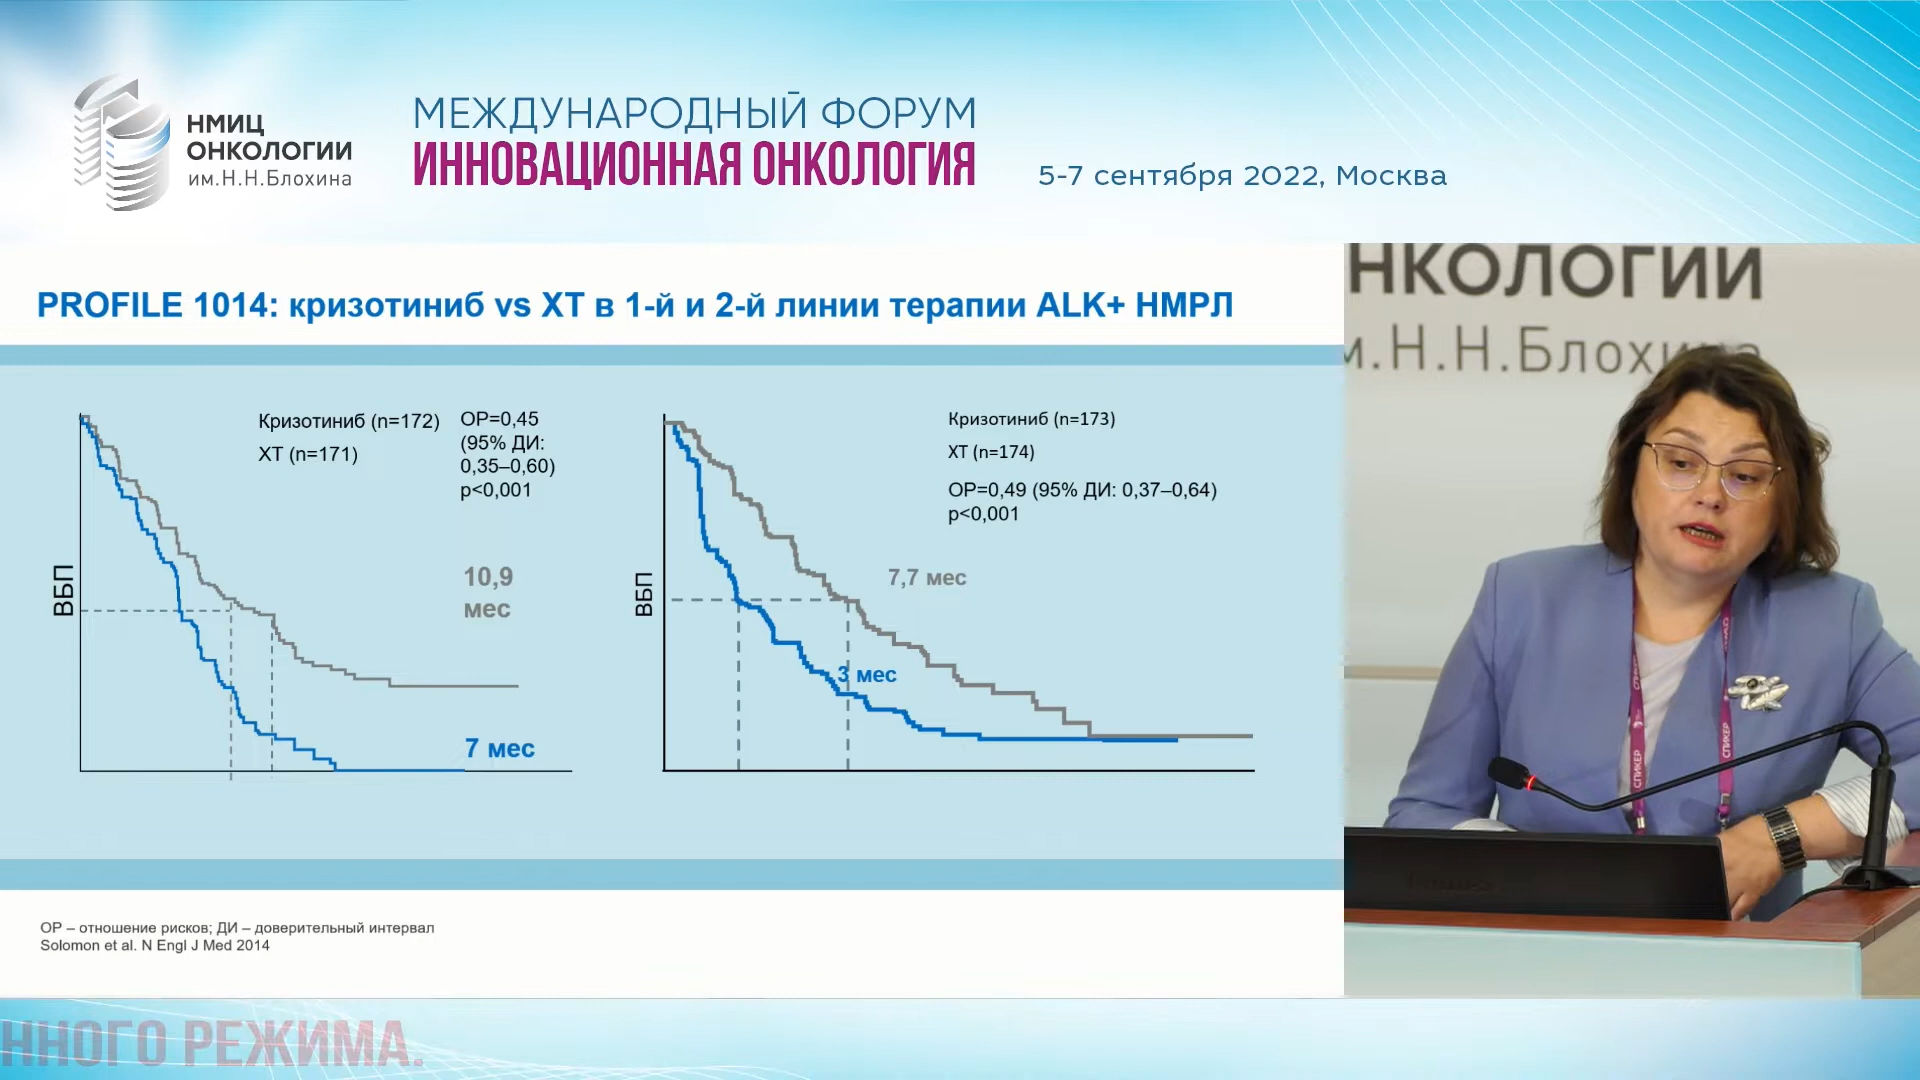 НМИЦ
ОНКОЛОГИИ
им.Н.Н.Блохина
МЕЖДУНАРОДНЫЙ ФОРУМ
ИННОВАЦИОННАЯ ОНКОЛОГИЯ
5-7 сентября 2022, Москва
PROFILE 1014: кризотиниб vs ХТ в 1-й и 2-й линии терапии ALK+ НМРЛ
Кризотиниб (n=172)
ХТ (n=171)
ОР=0,45
(95% ДИ:
0,35–0,60)
p<0,001
ВБП
10,9
мес
7 мес
Кризотиниб (n=173)
ХТ (n=174)
ОР=0,49 (95% ДИ: 0,37–0,64)
p<0,001
ВБП
7,7 мес
3 мес
ОР – отношение рисков; ДИ – доверительный интервал
Solomon et al. N Engl J Med 2014
НКОЛОГИИ
м.Н.Н.Блохина
СПИКЕР
СПИКЕР
ННОГО РЕЖИМА.